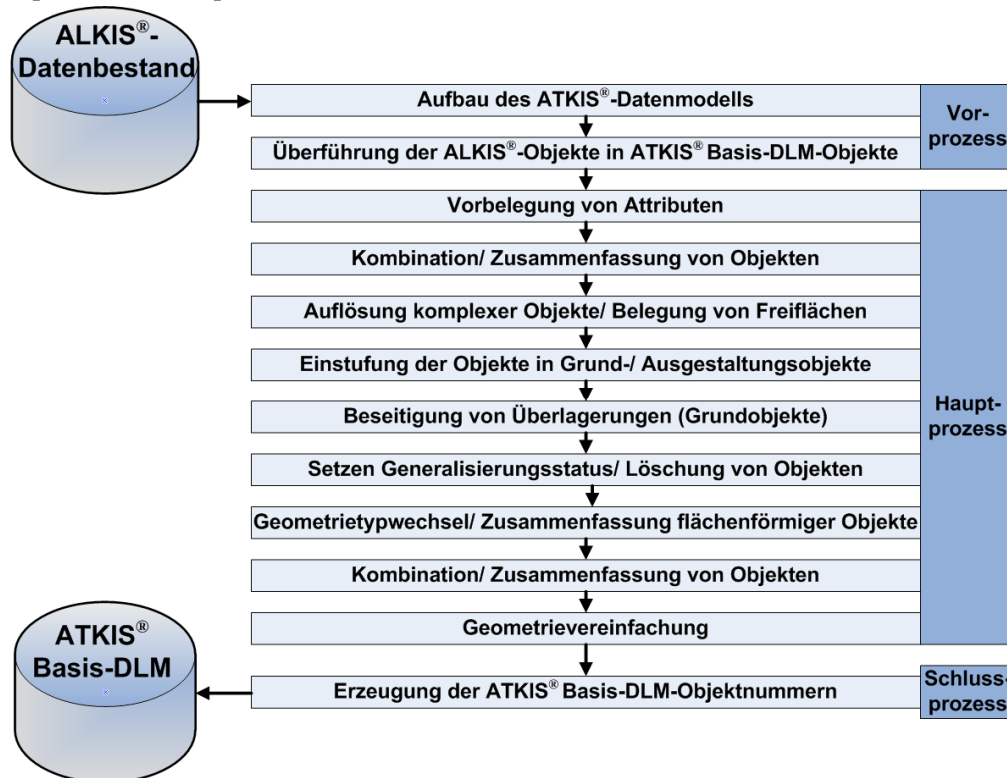 ALKIS®-
Datenbestand
Aufbau des ATKIS®-Datenmodells
Vor-
prozess
Überführung der ALKIS®-Objekte in ATKIS® Basis-DLM-Objekte
Vorbelegung von Attributen
Kombination/ Zusammenfassung von Objekten
Auflösung komplexer Objekte/ Belegung von Freiflächen
Einstufung der Objekte in Grund-/ Ausgestaltungsobjekte
Haupt-
prozess
Beseitigung von Überlagerungen (Grundobjekte)
Setzen Generalisierungsstatus/ Löschung von Objekten
Geometrietypwechsel/ Zusammenfassung flächenförmiger Objekte
Kombination/ Zusammenfassung von Objekten
Geometrievereinfachung
ATKIS®
Basis-DLM
Erzeugung der ATKIS® Basis-DLM-Objektnummern
Schluss-
prozess